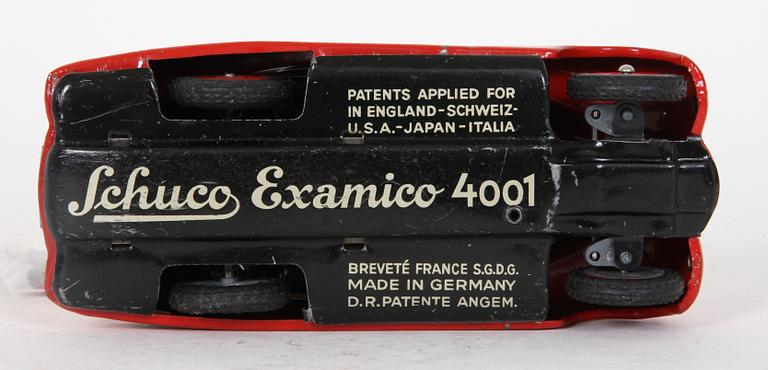 PATENTS APPLIED FOR
IN ENGLAND-SCHWEIZ-
U.S.A.-JAPAN-ITALIA
Schuco Examico 4001
BREVETÉ FRANCE S.G.D.G.
MADE IN GERMANY
D.R.PATENTE ANGEM.